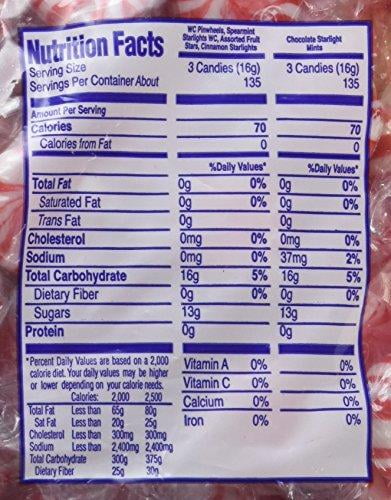 Nutrition Facts
WC Pinwheels, Spearmint
Starlights WC, Assorted Fruit
Stars, Cinnamon Starlights
Chocolate Starlight
Mints
Serving Size 3 Candies (16g) 3 Candies (16g)
Servings Per Container About 135 135
Amount Per Serving
Calories 70 70
Calories from Fat 0 0
%Daily Values* %Daily Values*
Total Fat 0g 0% 0g 0%
Saturated Fat 0g 0% 0g 0%
Trans Fat 0g 0g
Cholesterol 0mg 0% 0mg 0%
Sodium 0mg 0% 37mg 2%
Total Carbohydrate 16g 5% 16g 5%
Dietary Fiber 0g 0% 0g 0%
Sugars 13g 13g
Protein 0g 0g
*Percent Daily Values are based on a 2,000
calorie diet. Your daily values may be higher
or lower depending on your calorie needs.
Calories: 2,000 2,500
Total Fat Less than 65g 80g
Sat Fat Less than 20g 25g
Cholesterol Less than 300mg 300mg
Sodium Less than 2,400mg 2,400mg
Total Carbohydrate 300g 375g
Dietary Fiber 25g 30g
Vitamin A 0% 0%
Vitamin C 0% 0%
Calcium 0% 0%
Iron 0% 0%